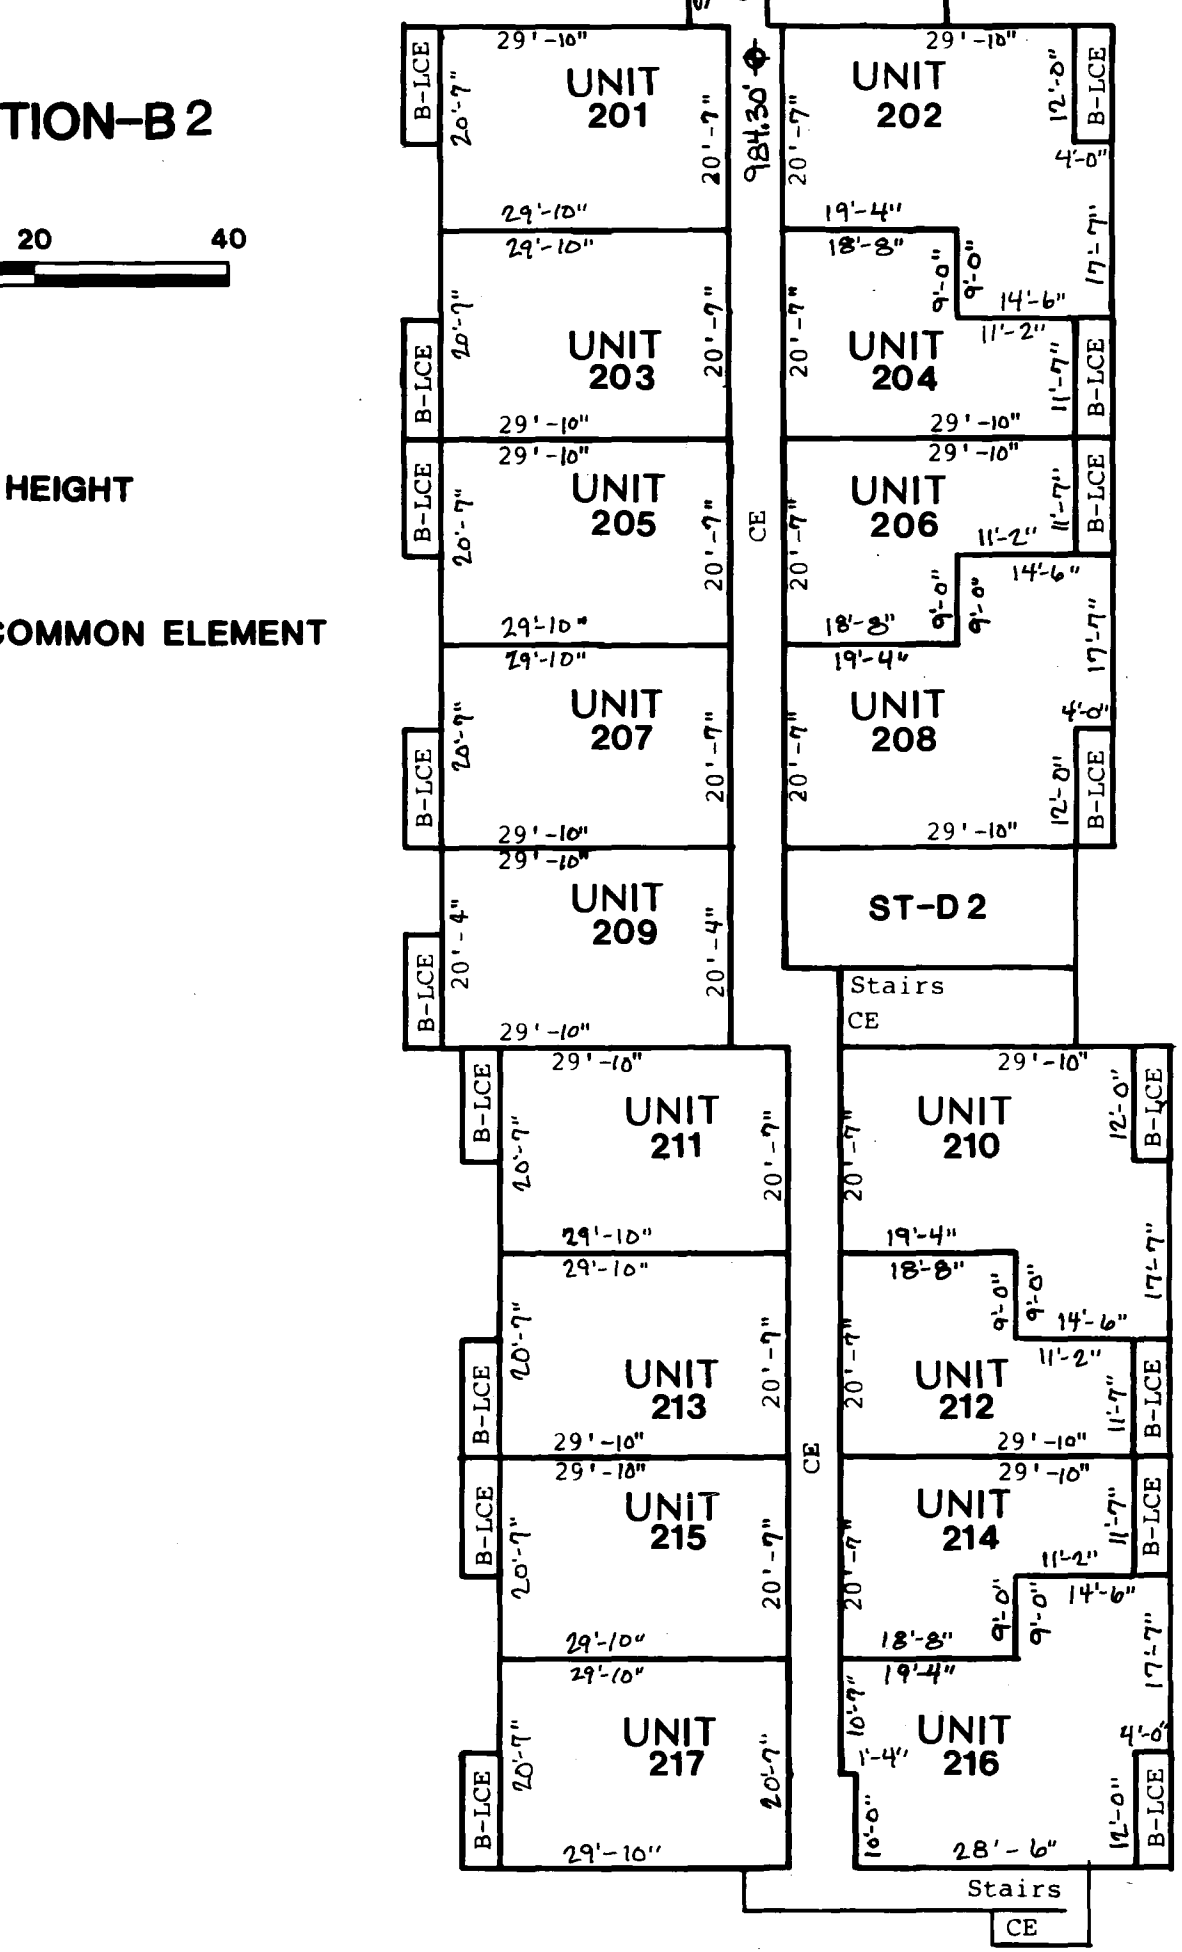 TION-B2
20 40
HEIGHT
COMMON ELEMENT
B-LCE
29'-10"
20'-7"
UNIT
201
20'-7"
29'-10"
984.30'
29'-10"
UNIT
202
20'-7"
12'-0"
B-LCE
4'-0"
19'-4"
17'-7"
9'-0"
14'-6"
29'-10"
20'-7"
B-LCE
UNIT
203
20'-7"
29'-10"
18'-8"
9'-0"
11'-2"
20'-7"
UNIT
204
11'-7"
B-LCE
29'-10"
29'-10"
B-LCE
20'-7"
UNIT
205
20'-7"
29'-10"
CE
29'-10"
20'-7"
UNIT
206
11'-7"
B-LCE
11'-2"
9'-0"
18'-8"
29'-10"
20'-7"
B-LCE
UNIT
207
20'-7"
29'-10"
14'-6"
9'-0"
17'-7"
19'-4"
20'-7"
UNIT
208
4'-0"
12'-0"
B-LCE
29'-10"
29'-10"
UNIT
209
20'-4"
20'-4"
B-LCE
29'-10"
ST-D2
Stairs
CE
29'-10"
B-LCE
20'-7"
UNIT
211
20'-7"
29'-10"
29'-10"
20'-7"
UNIT
210
12'-0"
B-LCE
19'-4"
17'-7"
9'-0"
14'-6"
29'-10"
20'-7"
B-LCE
UNIT
213
20'-7"
29'-10"
18'-8"
9'-0"
11'-2"
20'-7"
UNIT
212
11'-7"
B-LCE
29'-10"
CE
29'-10"
B-LCE
20'-7"
UNIT
215
20'-7"
29'-10"
29'-10"
20'-7"
UNIT
214
11'-7"
B-LCE
11'-2"
9'-0"
18'-8"
29'-10"
20'-7"
B-LCE
UNIT
217
20'-7"
29'-10"
14'-6"
9'-0"
17'-7"
19'-4"
10'-7"
UNIT
216
1'-4"
10'-0"
4'-0"
12'-0"
B-LCE
28'-6"
Stairs
CE